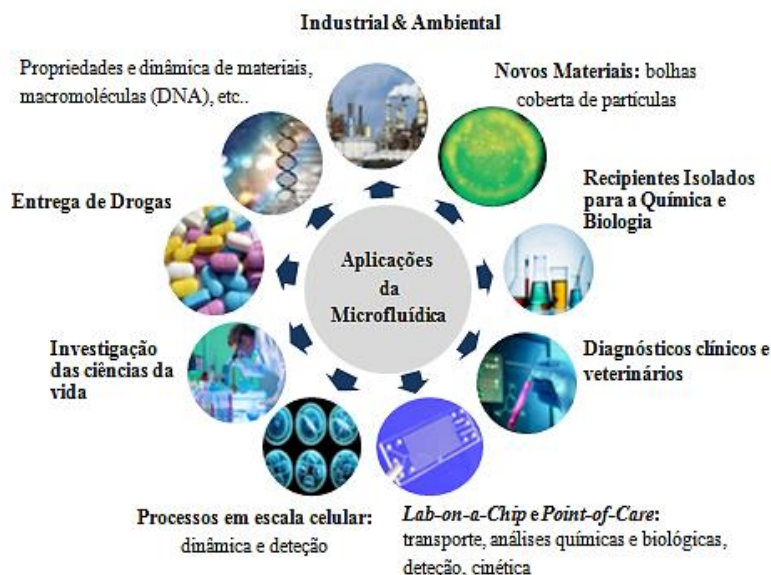 Industrial & Ambiental
Propriedades e dinâmica de materiais,
macromoléculas (DNA), etc..
Novos Materiais: bolhas
coberta de partículas
Recipientes Isolados
para a Química e
Biologia
Entrega de Drogas
Aplicações
da
Microfluídica
Investigação
das ciências da
vida
Diagnósticos clínicos e
veterinários
Processos em escala celular:
dinâmica e deteção
Lab-on-a-Chip e Point-of-Care:
transporte, análises químicas e biológicas,
deteção, cinética